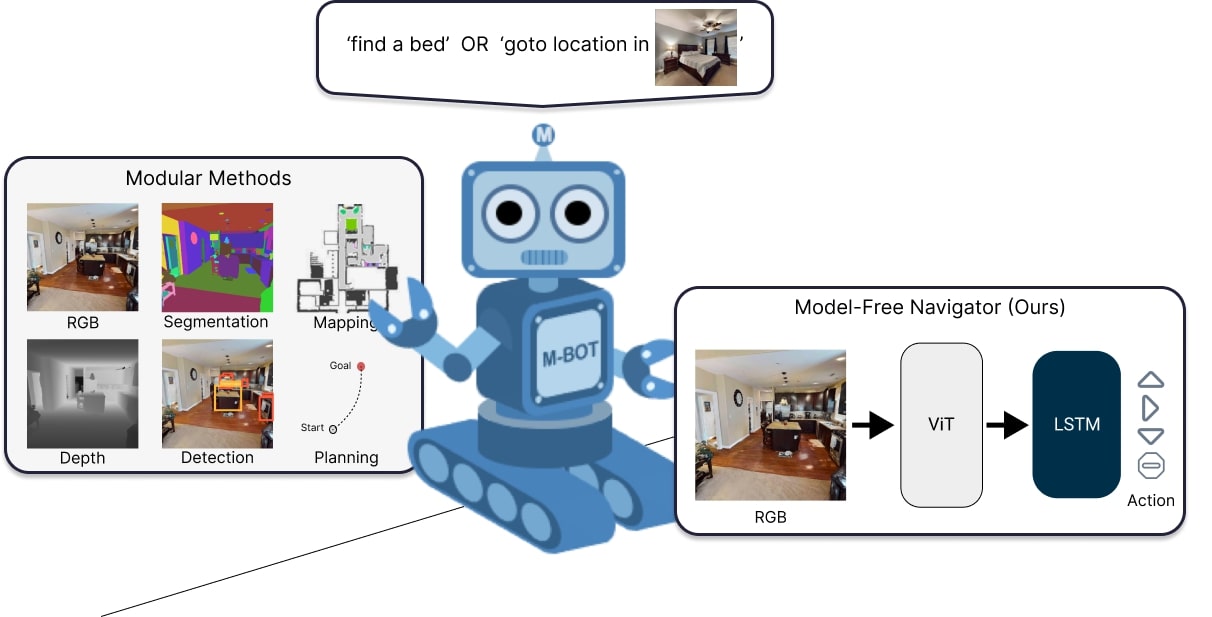 ‘find a bed’ OR ‘goto location in ’
M
Modular Methods
RGB
Segmentation
Mapping
Depth
Detection
Goal
Start
Planning
M-BOT
Model-Free Navigator (Ours)
RGB
ViT
LSTM
Action